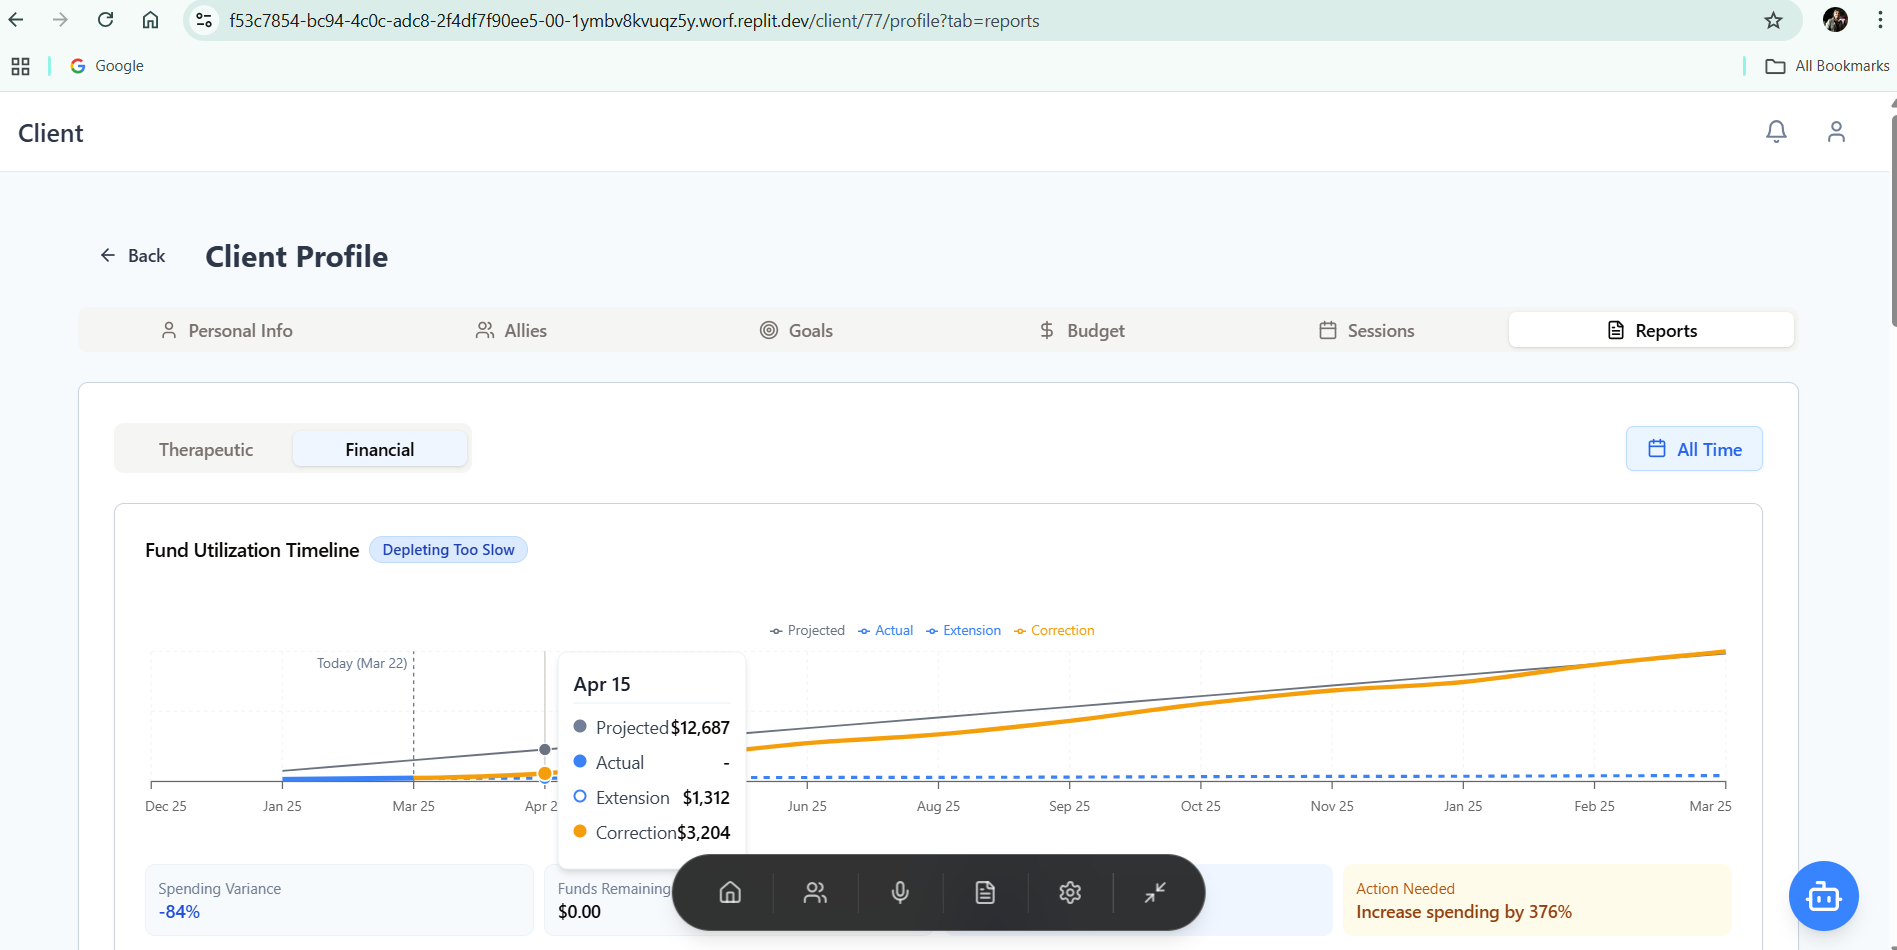 f53c7854-bc94-4c0c-adc8-2f4df7f90ee5-00-1ymbv8kvuqz5y.worf.replit.dev/client/77/profile?tab=reports
Google
All Bookmarks
Client
Back
Client Profile
Personal Info
Allies
Goals
Budget
Sessions
Reports
Therapeutic
Financial
All Time
Fund Utilization Timeline
Depleting Too Slow
Projected
Actual
Extension
Correction
Today (Mar 22)
Apr 15
Projected $12,687
Actual -
Extension $1,312
Correction $3,204
Dec 25
Jan 25
Mar 25
Apr 2
Jun 25
Aug 25
Sep 25
Oct 25
Nov 25
Jan 25
Feb 25
Mar 25
Spending Variance
-84%
Funds Remaining
$0.00
Action Needed
Increase spending by 376%